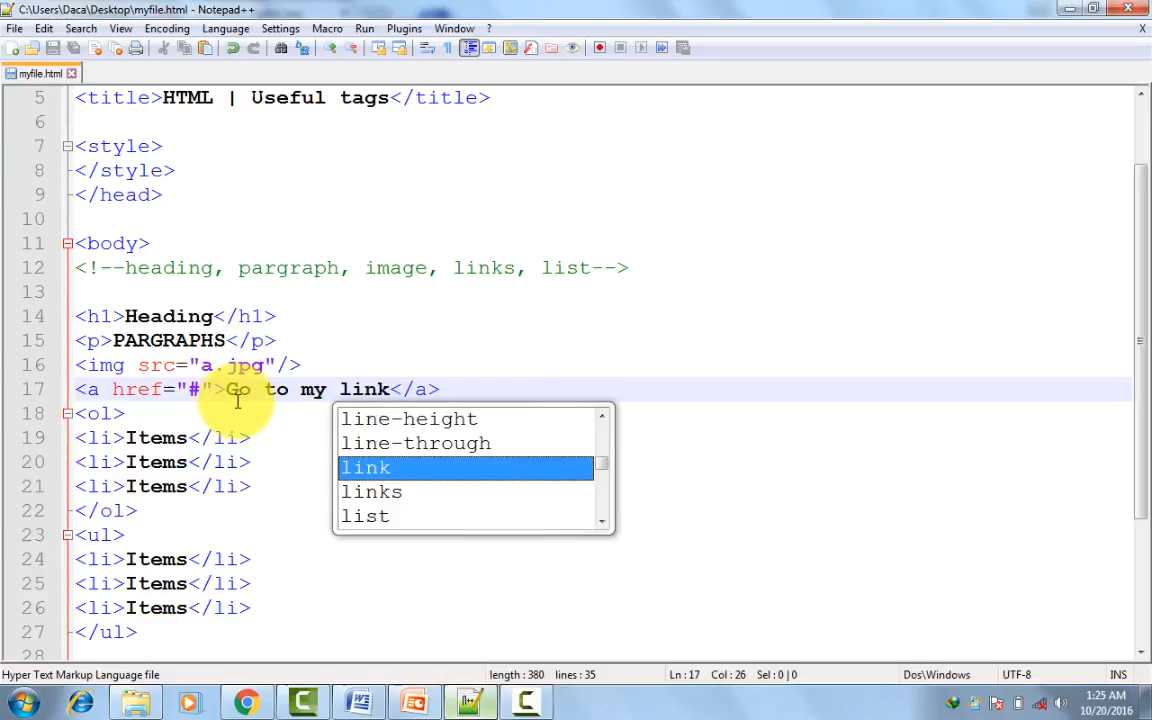 C:\Users\Daca\Desktop\myfile.html - Notepad++
File Edit Search View Encoding Language Settings Macro Run Plugins Window ? X
myfile.html
5 <title>HTML | Useful tags</title>
6
7 <style>
8 </style>
9 </head>
10
11 <body>
12 <!--heading, pargraph, image, links, list-->
13
14 <h1>Heading</h1>
15 <p>PARGRAPHS</p>
16 <img src="a.jpg"/>
17 <a href="#">Go to my link</a>
18 <ol>
line-height
19 <li>Items</li>
line-through
20 <li>Items</li>
link
21 <li>Items</li>
links
22 </ol>
list
23 <ul>
24 <li>Items</li>
25 <li>Items</li>
26 <li>Items</li>
27 </ul>
28
Hyper Text Markup Language file length : 380 lines : 35 Ln : 17 Col : 26 Sel : 0 | 0 Dos\Windows UTF-8 INS
1:25 AM
10/20/2016